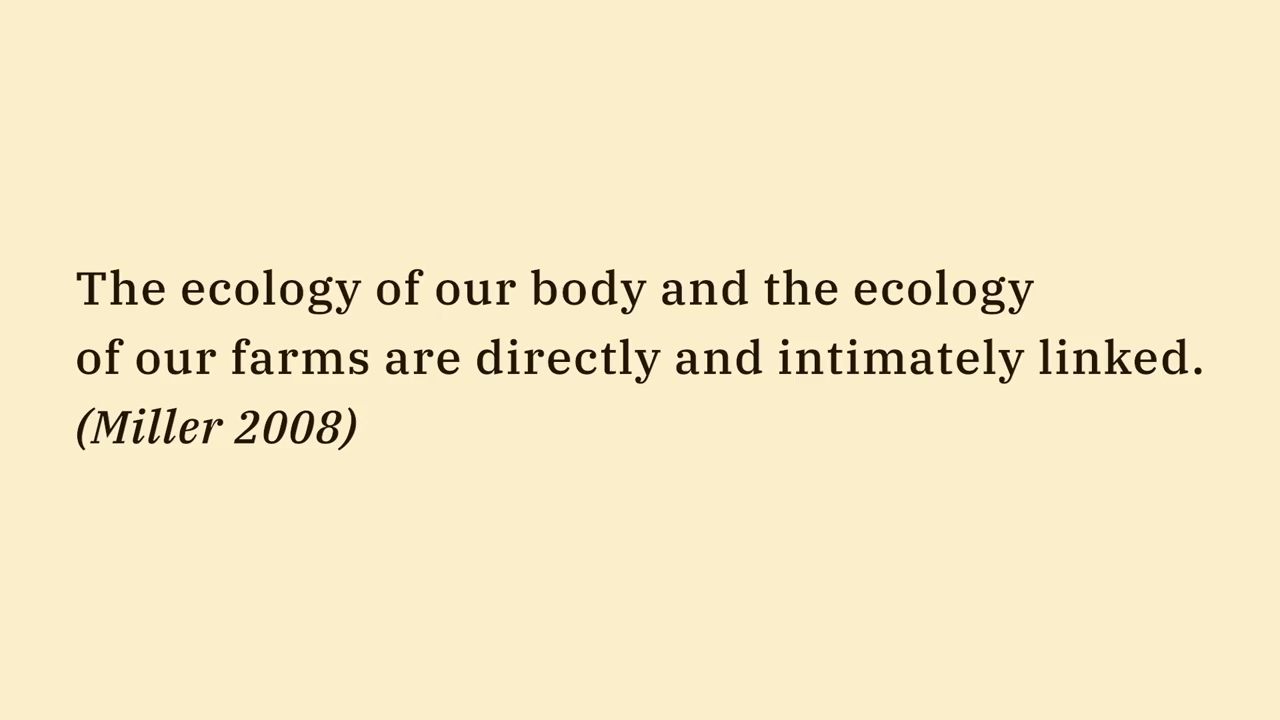 The ecology of our body and the ecology
of our farms are directly and intimately linked.
(Miller 2008)